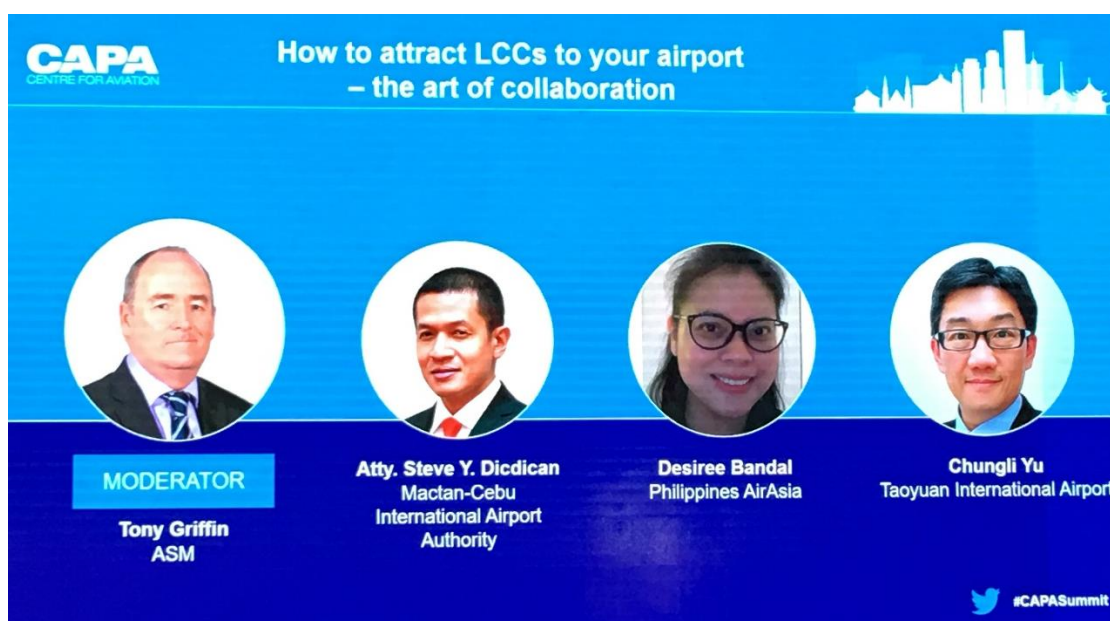 CAPA
CENTRE FOR AVIATION
How to attract LCCs to your airport
– the art of collaboration
MODERATOR
Tony Griffin
ASM
Atty. Steve Y. Dicdican
Mactan-Cebu
International Airport
Authority
Desiree Bandal
Philippines AirAsia
Chungli Yu
Taoyuan International Airport
#CAPASummit